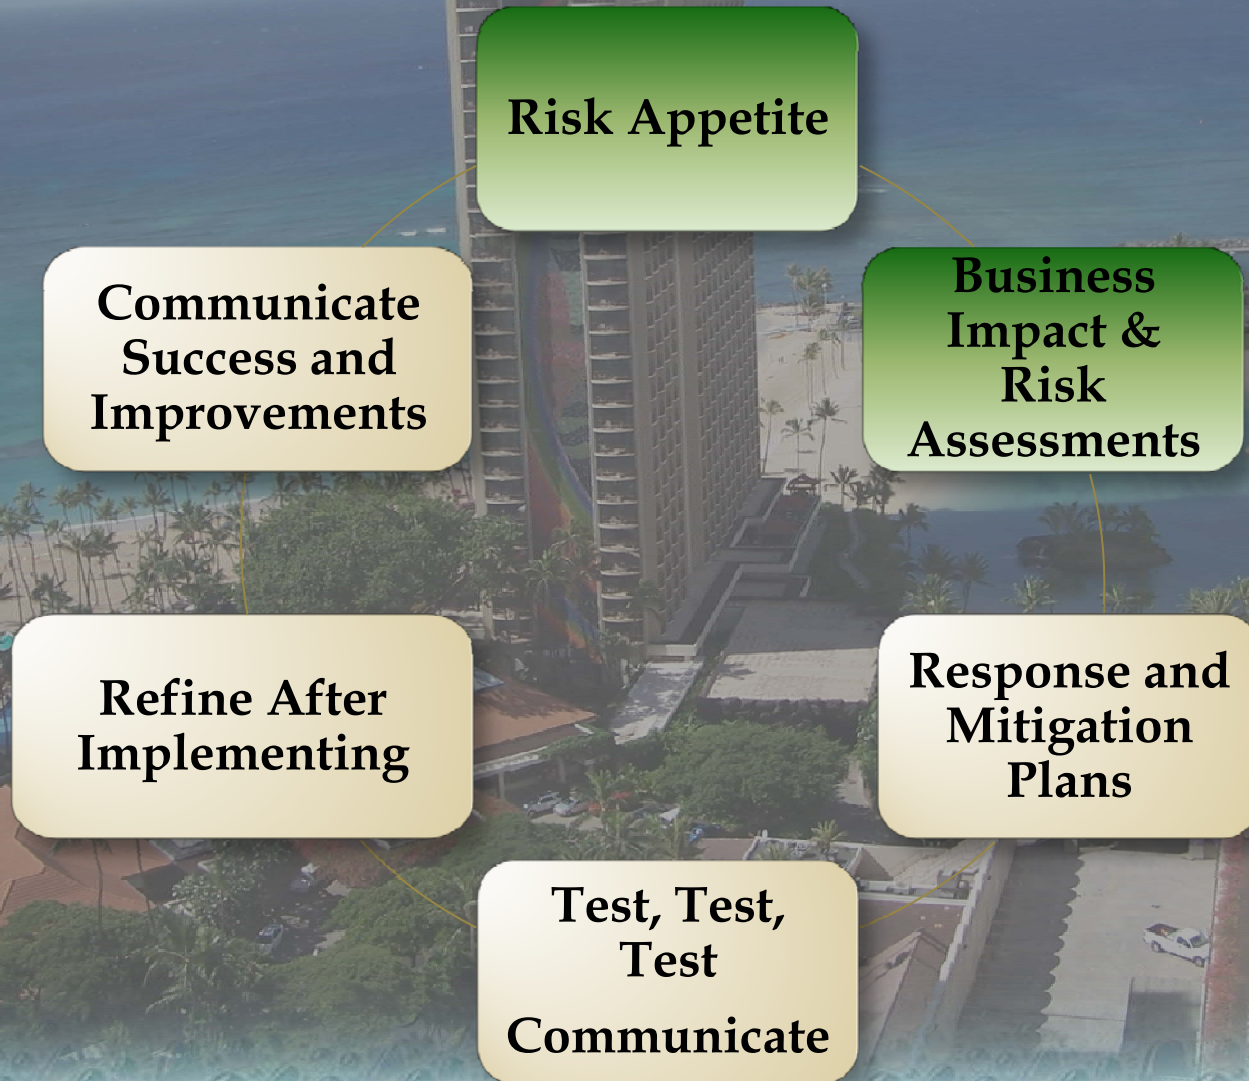 Risk Appetite
Business
Impact &
Risk
Assessments
Response and
Mitigation
Plans
Test, Test,
Test
Communicate
Refine After
Implementing
Communicate
Success and
Improvements